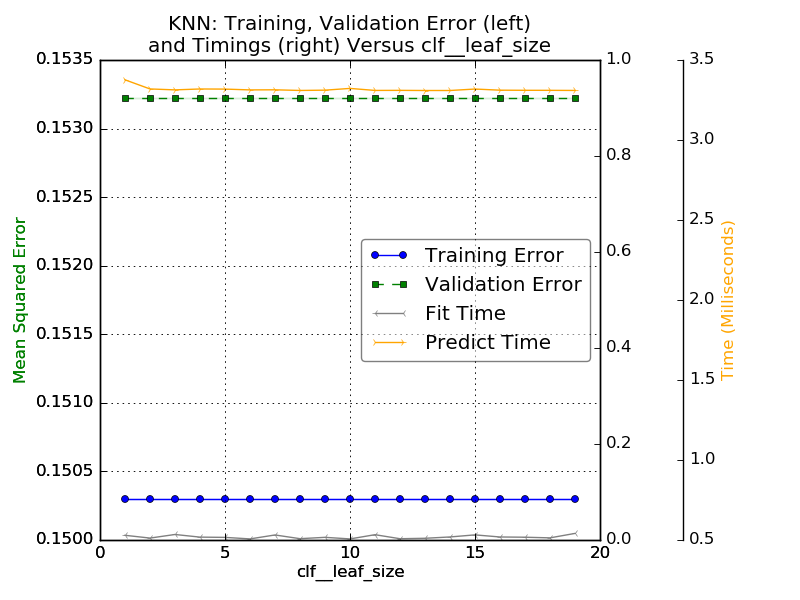 KNN: Training, Validation Error (left)
and Timings (right) Versus clf__leaf_size
Mean Squared Error
0.1535
0.1530
0.1525
0.1520
0.1515
0.1510
0.1505
0.1500
0
5
10
15
20
clf__leaf_size
Training Error
Validation Error
Fit Time
Predict Time
1.0
0.8
0.6
0.4
0.2
0.0
3.5
3.0
2.5
2.0
1.5
1.0
0.5
Time (Milliseconds)